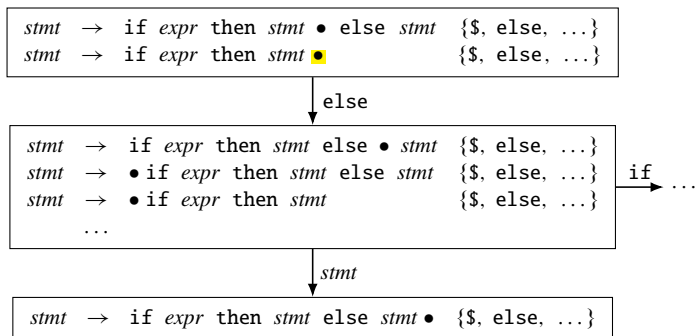 stmt → if expr then stmt • else stmt {$, else, ...}
stmt → if expr then stmt • {$, else, ...}
else
stmt → if expr then stmt else • stmt {$, else, ...}
stmt → • if expr then stmt else stmt {$, else, ...}
if
...
stmt → • if expr then stmt {$, else, ...}
...
stmt
stmt → if expr then stmt else stmt • {$, else, ...}